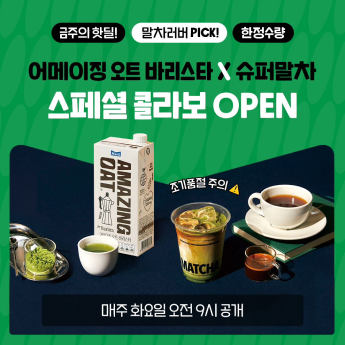 금주의 핫딜!
말차러버 PICK!
한정수량
어메이징 오트 바리스타 X 슈퍼말차
스페셜 콜라보 OPEN
조기품절 주의
AMAZING
OAT
Barista
MATCHA
매주 화요일 오전 9시 공개